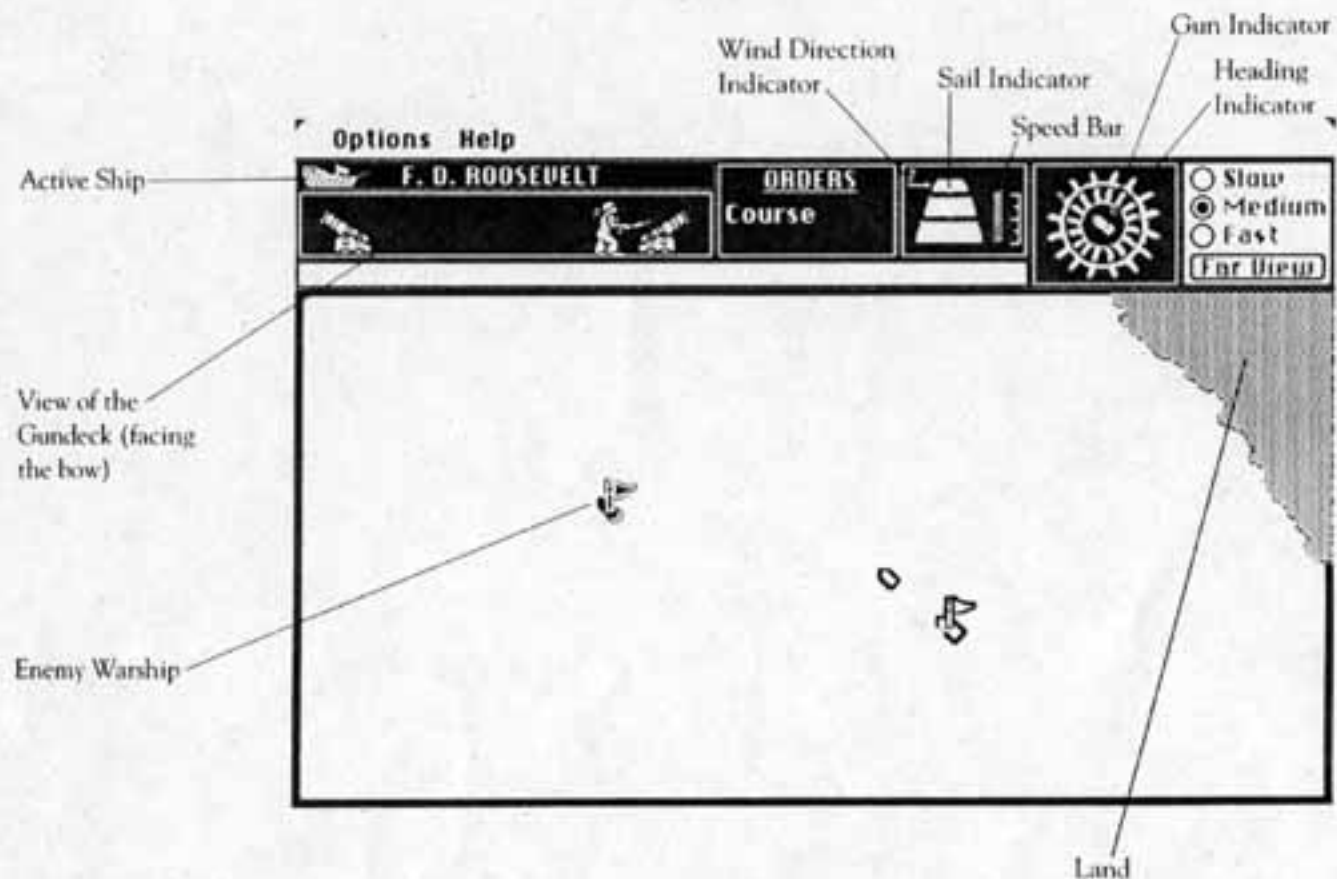 Gun Indicator
Wind Direction
Indicator
Sail Indicator
Heading
Indicator
Speed Bar
Options Help
Active Ship
F. D. ROOSEVELT
ORDERS
Course
Slow
Medium
Fast
Far View
View of the
Gundeck (facing
the bow)
Enemy Warship
Land